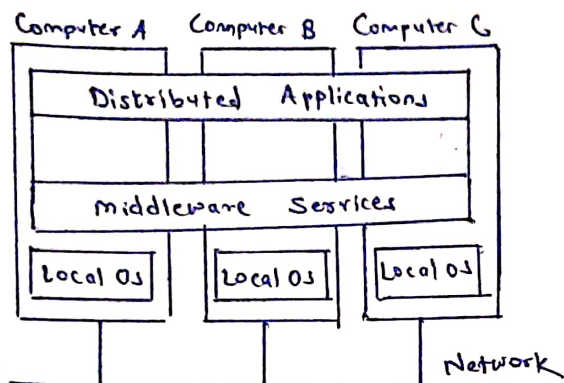 Computer A Computer B Computer C
Distributed Applications
Middleware Services
Local OS Local OS Local OS
Network